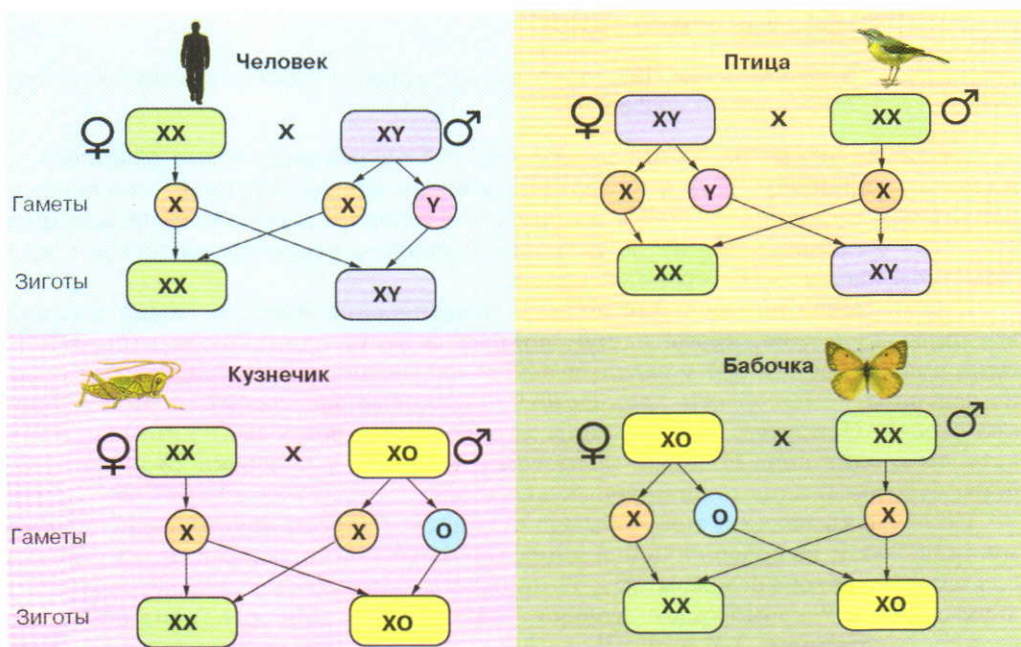 Человек
♀ XX x XY ♂
Гаметы X X Y
Зиготы XX XY
Птица
♀ XY x XX ♂
X Y X
XX XY
Кузнечик
♀ XX x XO ♂
Гаметы X X O
Зиготы XX XO
Бабочка
♀ XO x XX ♂
X O X
XX XO